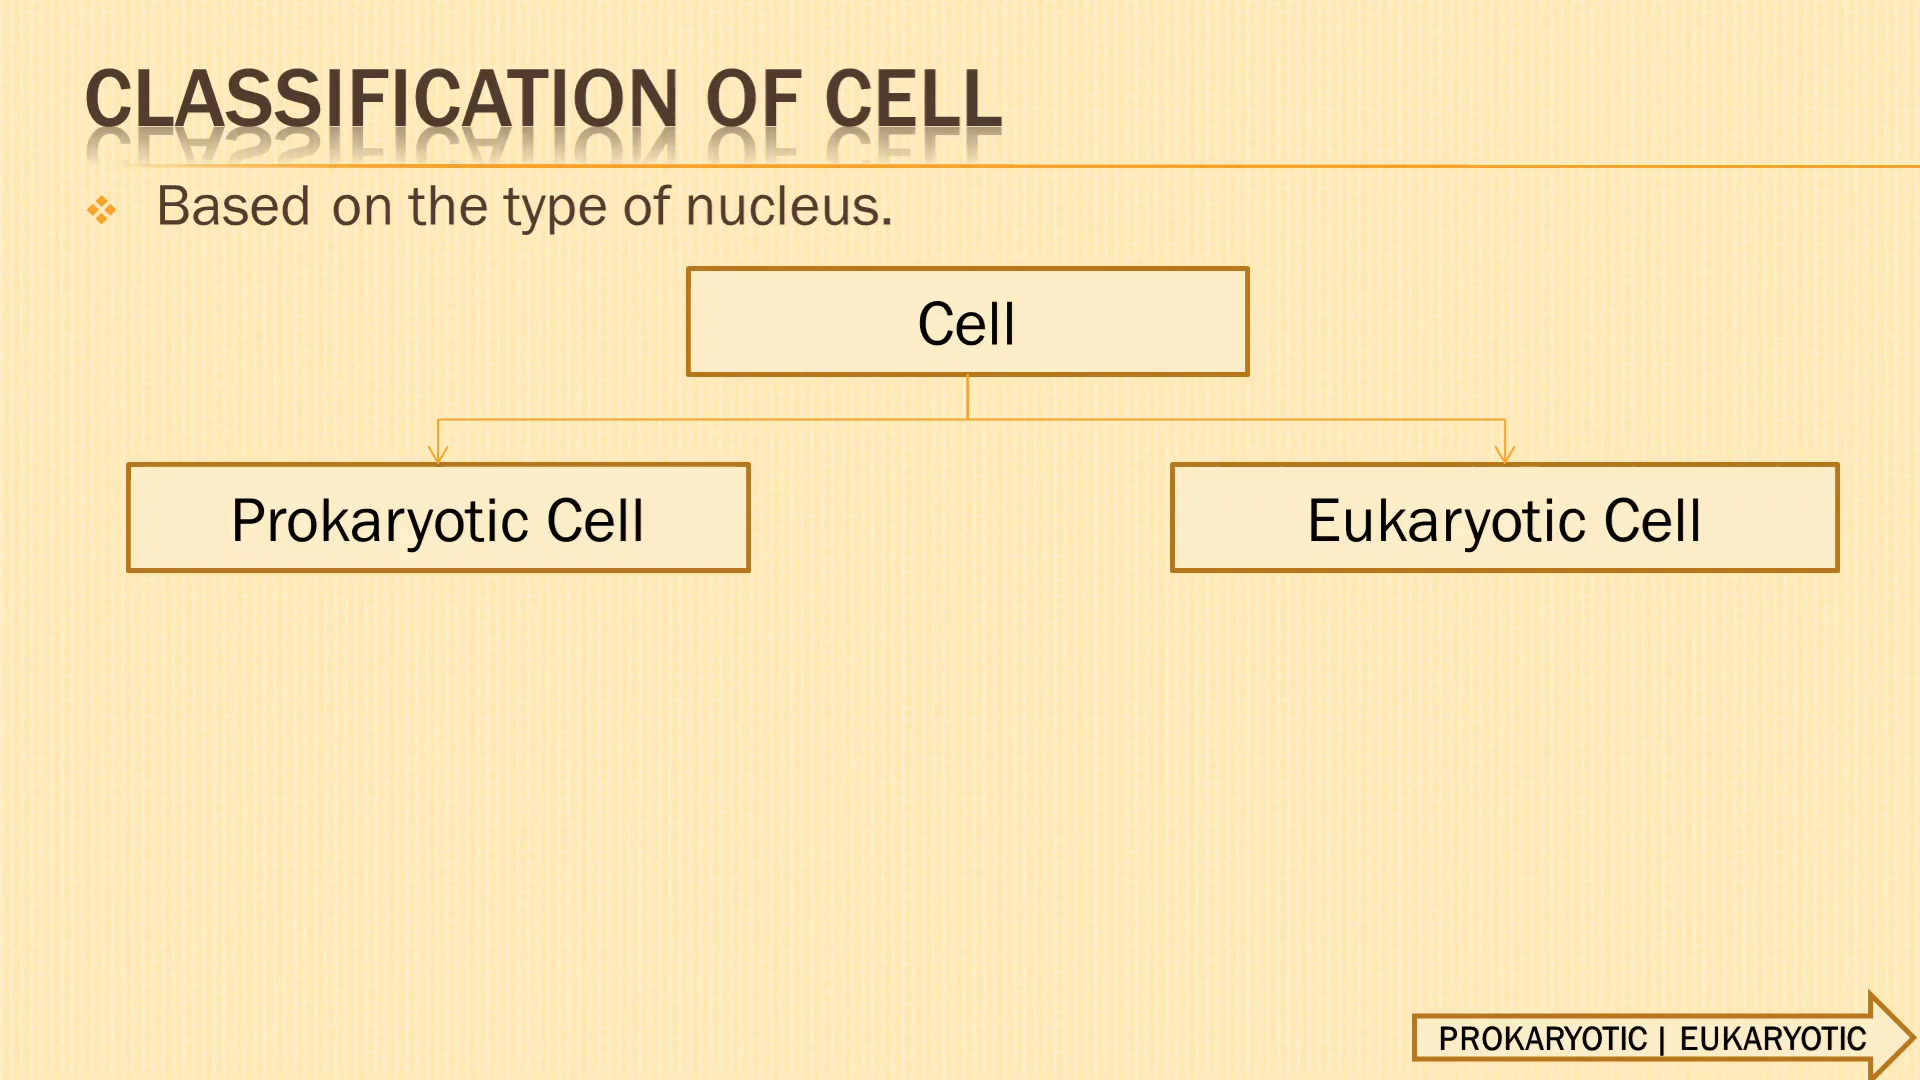 CLASSIFICATION OF CELL
Based on the type of nucleus.
Cell
Prokaryotic Cell
Eukaryotic Cell
PROKARYOTIC | EUKARYOTIC